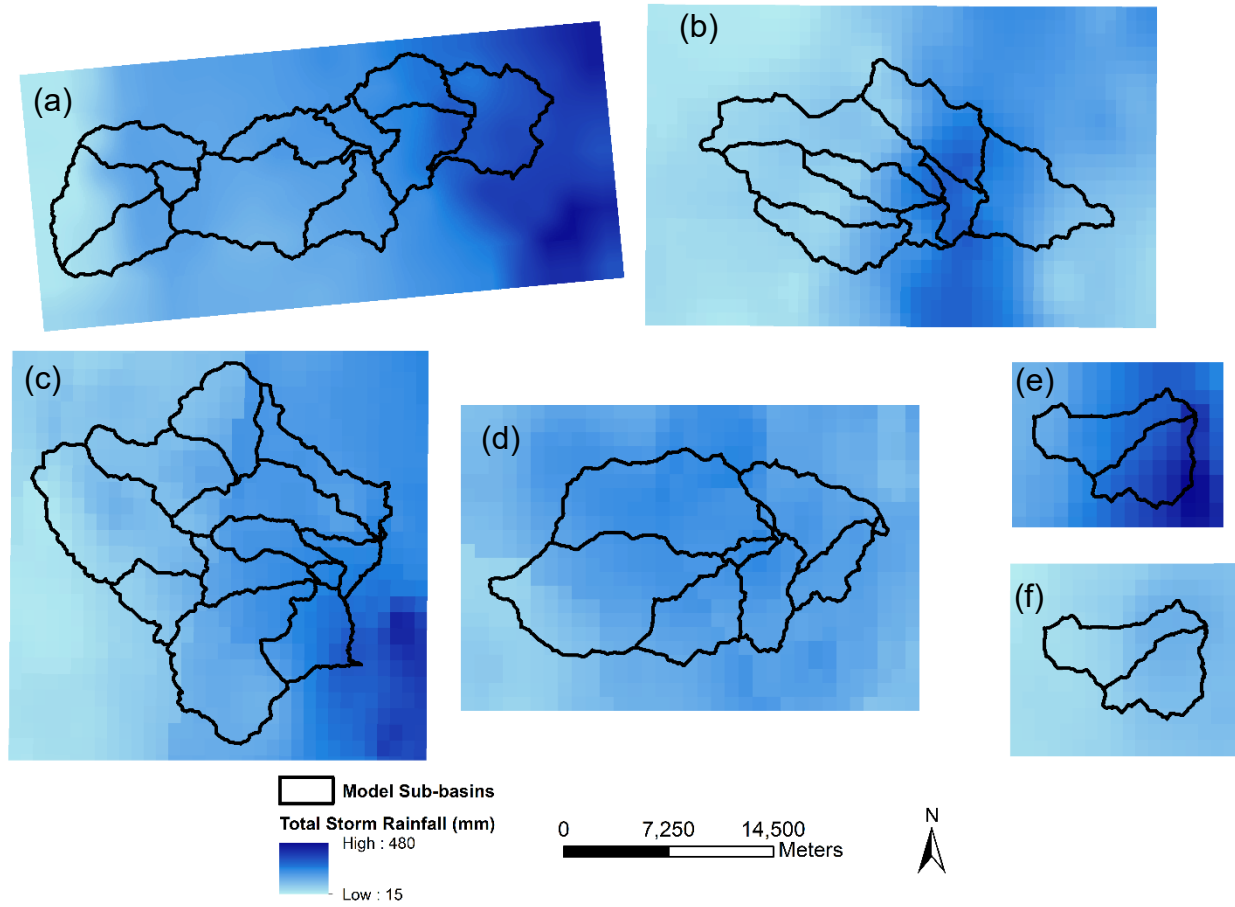 (a)
(b)
(c)
(d)
(e)
(f)
Model Sub-basins
Total Storm Rainfall (mm)
High : 480
Low : 15
0 7,250 14,500
Meters
N